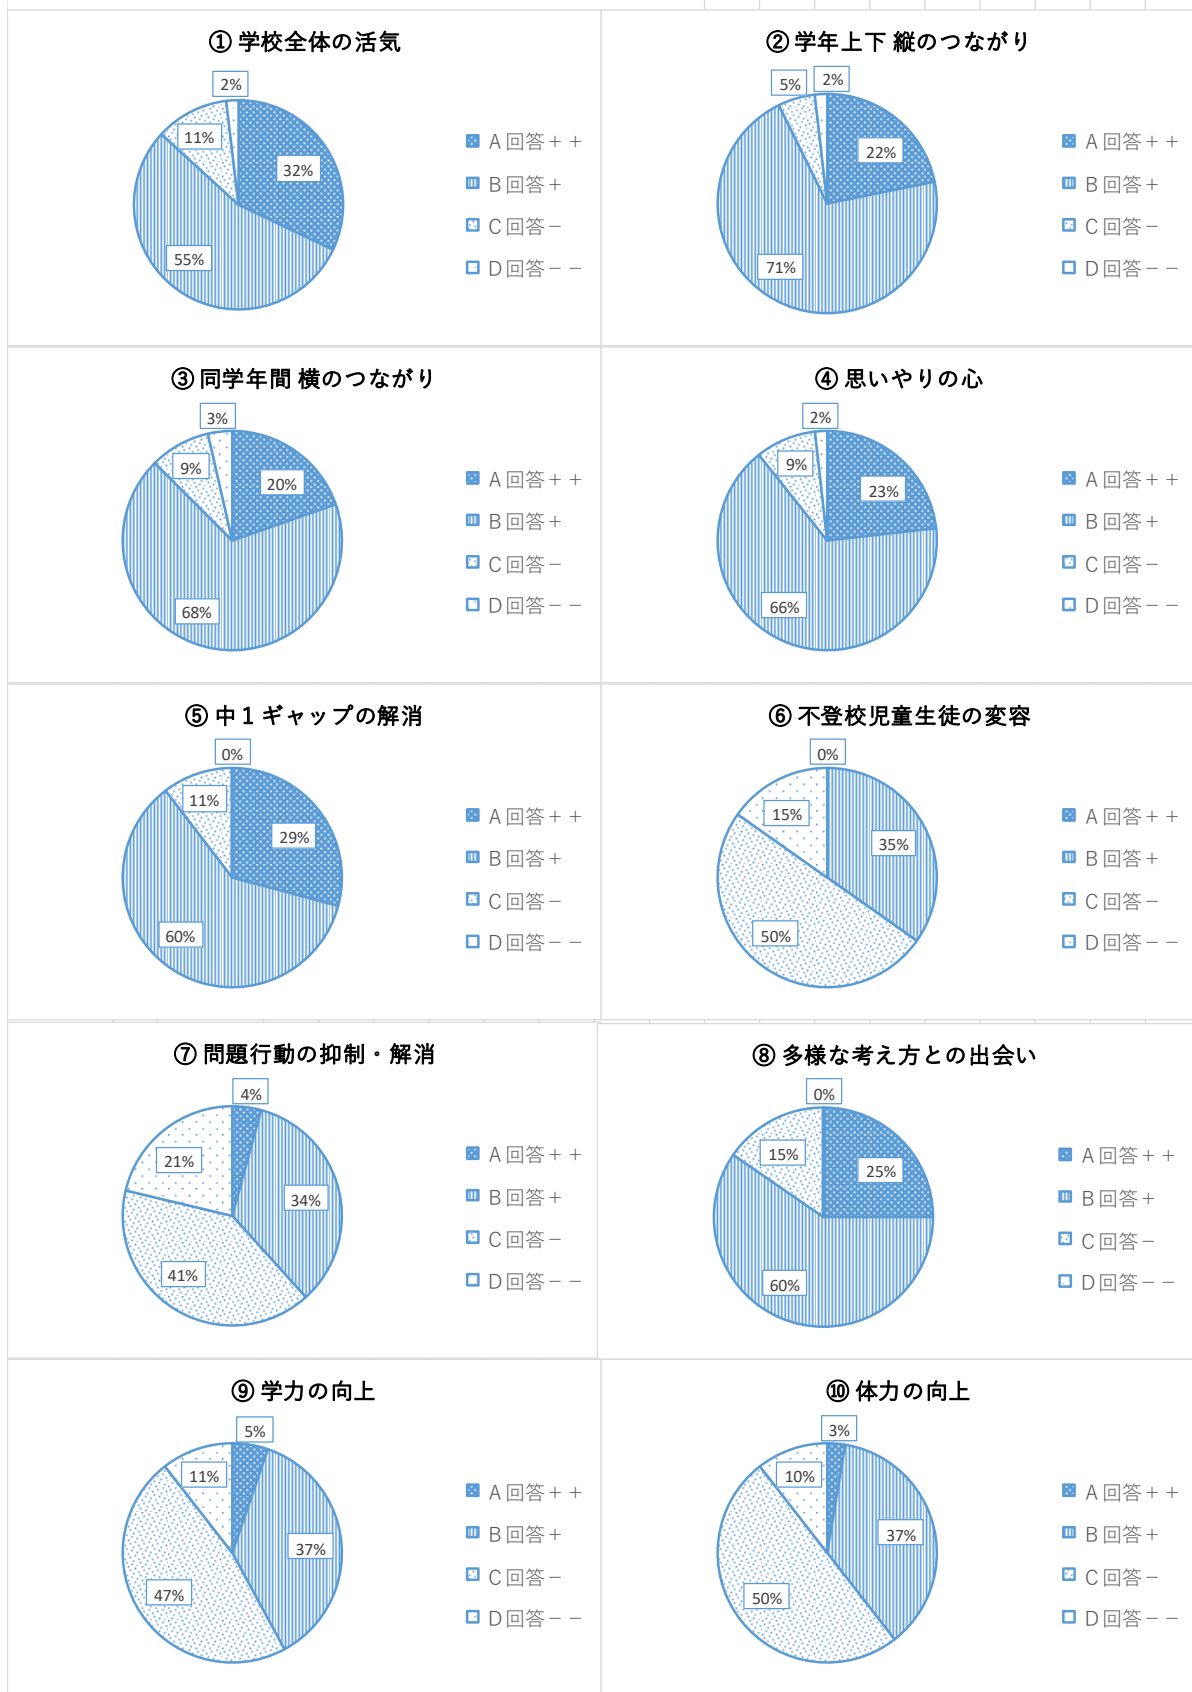 ① 学校全体の活気
2%
11%
32%
55%
A 回答++
B 回答+
C 回答-
D 回答--
② 学年上下 縦のつながり
5%
2%
22%
71%
A 回答++
B 回答+
C 回答-
D 回答--
③ 同学年間 横のつながり
3%
9%
20%
68%
A 回答++
B 回答+
C 回答-
D 回答--
④ 思いやりの心
2%
9%
23%
66%
A 回答++
B 回答+
C 回答-
D 回答--
⑤ 中１ギャップの解消
0%
11%
29%
60%
A 回答++
B 回答+
C 回答-
D 回答--
⑥ 不登校児童生徒の変容
0%
15%
35%
50%
A 回答++
B 回答+
C 回答-
D 回答--
⑦ 問題行動の抑制・解消
4%
21%
34%
41%
A 回答++
B 回答+
C 回答-
D 回答--
⑧ 多様な考え方との出会い
0%
15%
25%
60%
A 回答++
B 回答+
C 回答-
D 回答--
⑨ 学力の向上
5%
11%
37%
47%
A 回答++
B 回答+
C 回答-
D 回答--
⑩ 体力の向上
3%
10%
37%
50%
A 回答++
B 回答+
C 回答-
D 回答--